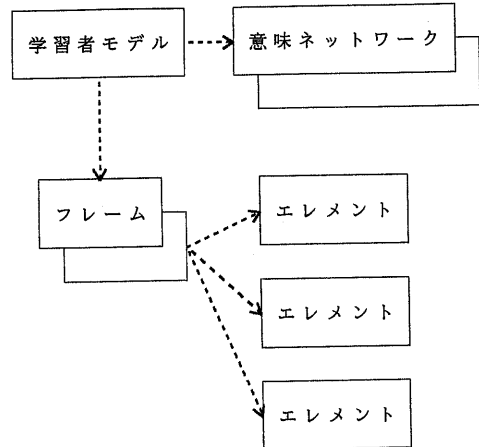 学習者モデル
意味ネットワーク
フレーム
エレメント
エレメント
エレメント